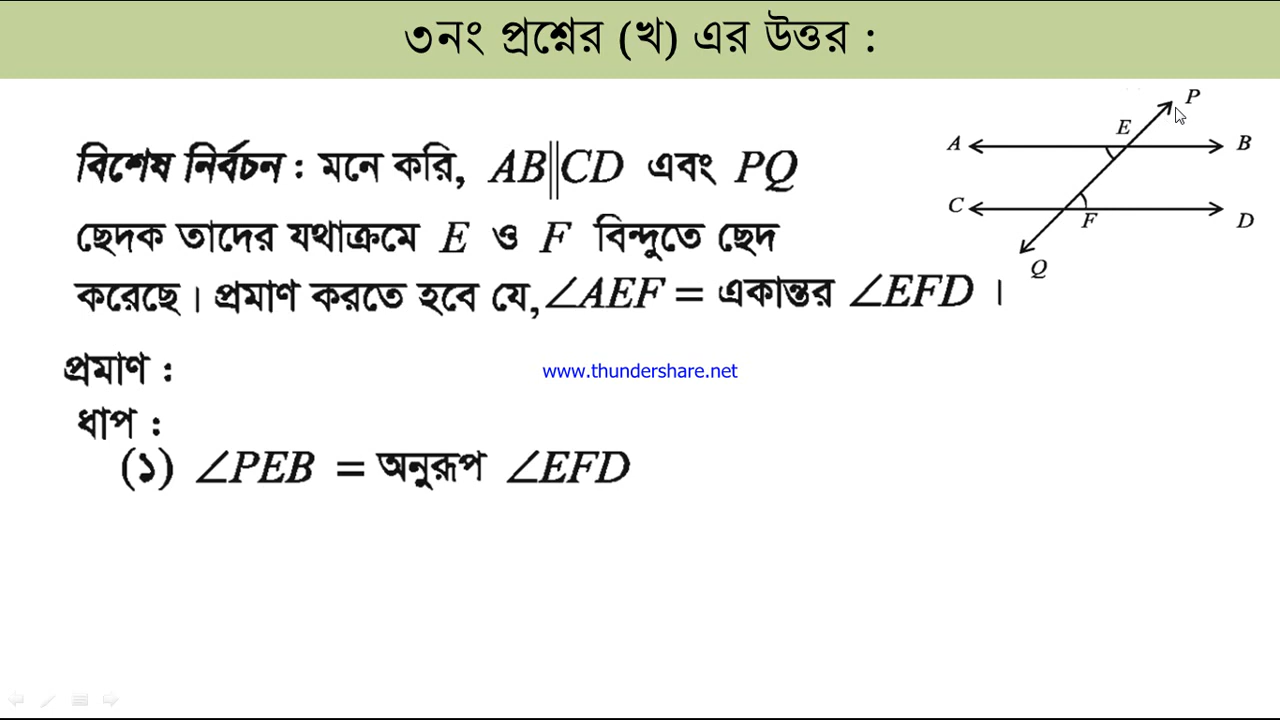 ৩নং প্রশ্নের (খ) এর উত্তর :
বিশেষ নির্বচন : মনে করি, AB||CD এবং PQ
ছেদক তাদের যথাক্রমে E ও F বিন্দুতে ছেদ
করেছে। প্রমাণ করতে হবে যে, ∠AEF = একান্তর ∠EFD ।
P
E
A
B
C
F
D
Q
প্রমাণ :
www.thundershare.net
ধাপ :
(১) ∠PEB = অনুরূপ ∠EFD